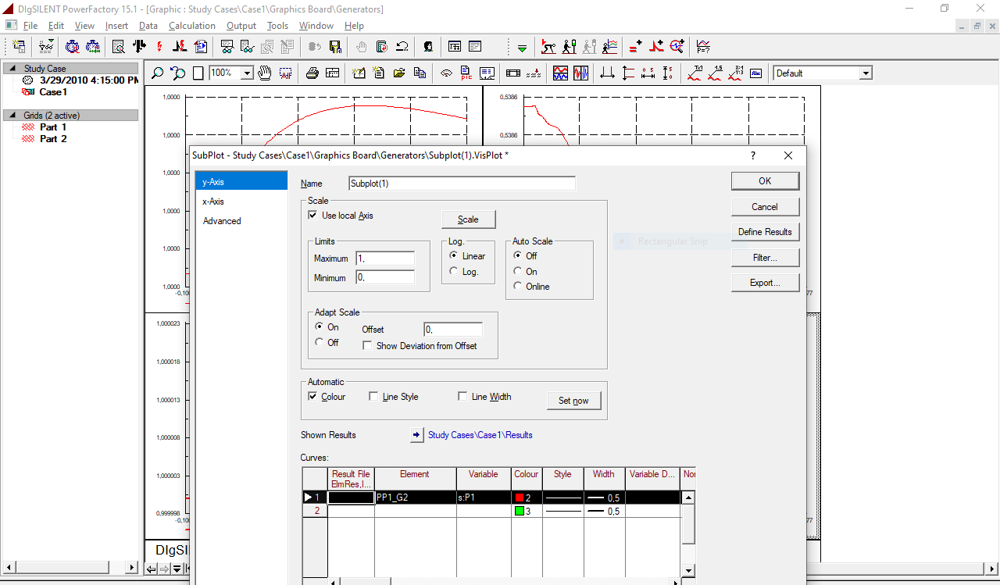 DIgSILENT PowerFactory 15.1 - [Graphic : Study Cases\Case1\Graphics Board\Generators]
File Edit View Insert Data Calculation Output Tools Window Help
100%
Default
Study Case
3/29/2010 4:15:00 PM
Case1
Grids (2 active)
Part 1
Part 2
1,0000
1,0000
1,0000
1,0000
1,0000
1,0000
-0,10
1,000023
1,000018
1,000013
1,000008
1,000003
0,999998
-0,10
DIgSI
0,5386
0,5386
77
77
SubPlot - Study Cases\Case1\Graphics Board\Generators\Subplot(1).VisPlot *
?
y-Axis
x-Axis
Advanced
Name Subplot(1)
Scale
Use local Axis
Scale
Limits
Maximum 1,
Minimum 0,
Log.
Linear
Log.
Auto Scale
Off
On
Online
Adapt Scale
On
Off
Offset 0,
Show Deviation from Offset
Automatic
Colour Line Style Line Width Set now
Shown Results Study Cases\Case1\Results
Curves:
Result File Element Variable Colour Style Width Variable D... Nor
ElmRes,I...
1 PP1_G2 s:P1 2 0,5
2 3 0,5
OK
Cancel
Define Results
Filter...
Export...
Rectangular Snip